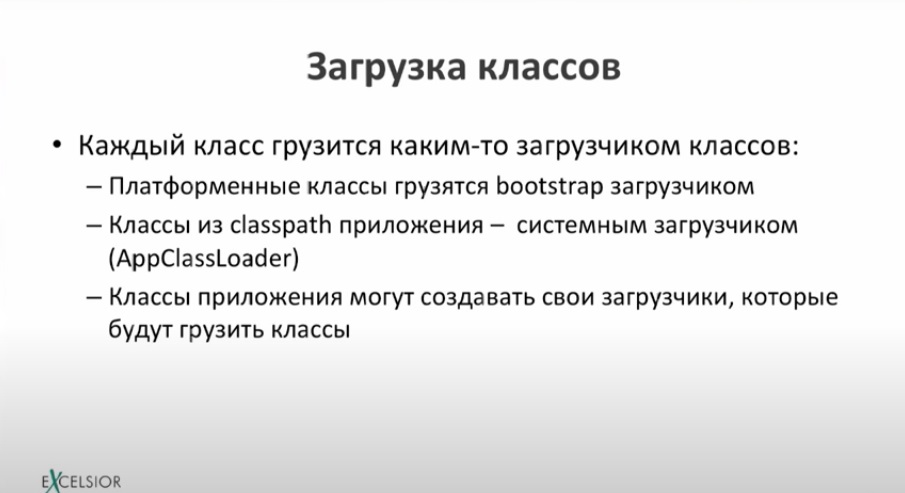 Загрузка классов
• Каждый класс грузится каким-то загрузчиком классов:
– Платформенные классы грузятся bootstrap загрузчиком
– Классы из classpath приложения – системным загрузчиком
(AppClassLoader)
– Классы приложения могут создавать свои загрузчики, которые
будут грузить классы
EXCELSIOR